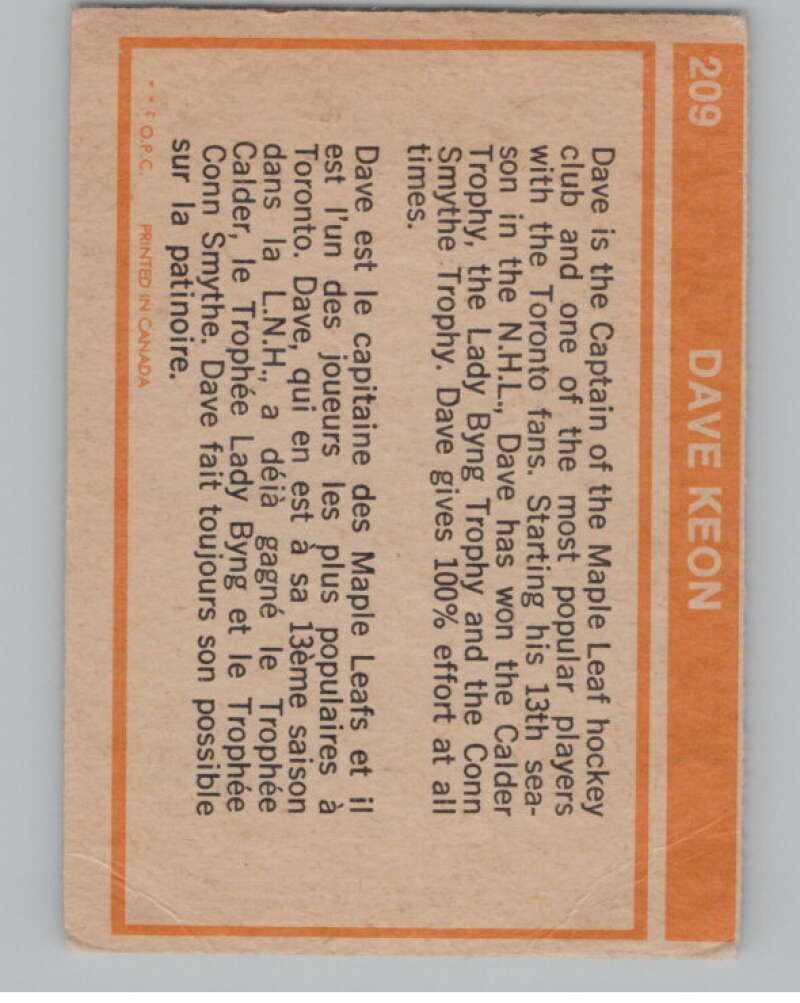 209 DAVE KEON
Dave is the Captain of the Maple Leaf hockey
club and one of the most popular players
with the Toronto fans. Starting his 13th sea-
son in the N.H.L., Dave has won the Calder
Trophy, the Lady Byng Trophy and the Conn
Smythe Trophy. Dave gives 100% effort at all
times.
Dave est le capitaine des Maple Leafs et il
est l'un des joueurs les plus populaires à
Toronto. Dave, qui en est à sa 13ème saison
dans la L.N.H., a déjà gagné le Trophée
Calder, le Trophée Lady Byng et le Trophée
Conn Smythe. Dave fait toujours son possible
sur la patinoire.
* * © O.P.C. PRINTED IN CANADA